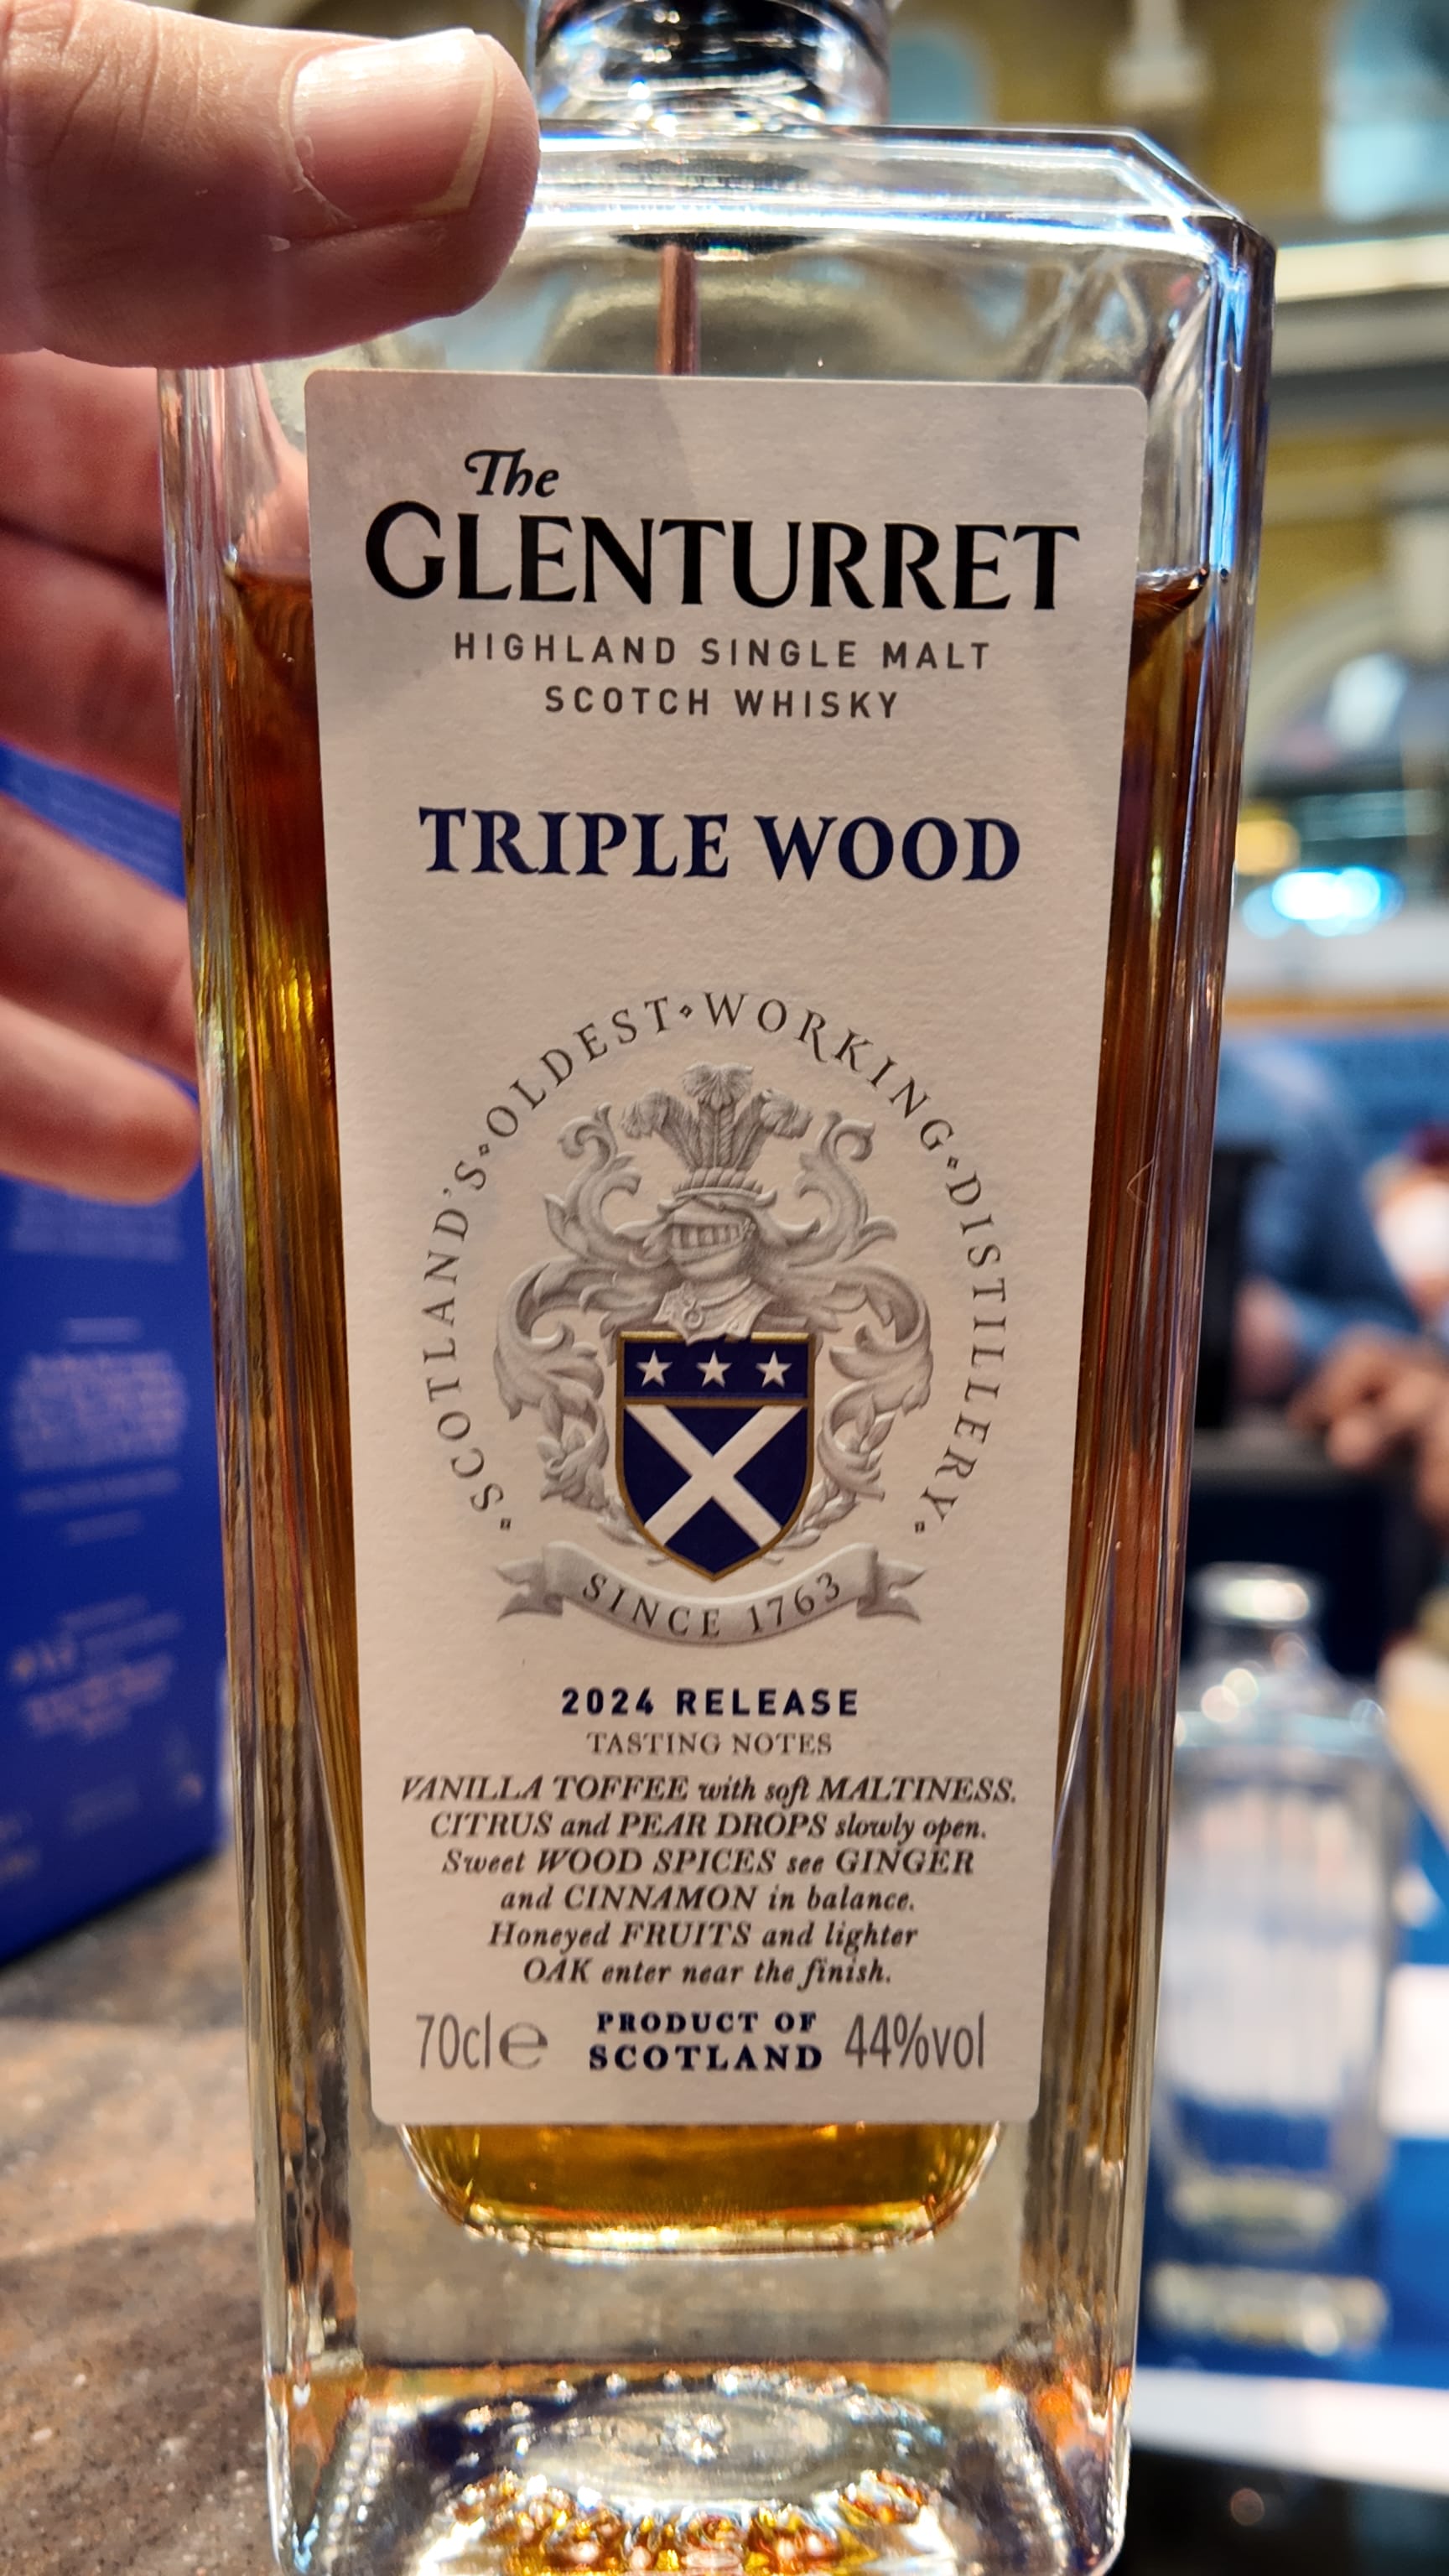 The
GLENTURRET
HIGHLAND SINGLE MALT
SCOTCH WHISKY
TRIPLE WOOD
SCOTLAND'S OLDEST WORKING DISTILLERY
SINCE 1763
2024 RELEASE
TASTING NOTES
VANILLA TOFFEE with soft MALTINESS.
CITRUS and PEAR DROPS slowly open.
Sweet WOOD SPICES see GINGER
and CINNAMON in balance.
Honeyed FRUITS and lighter
OAK enter near the finish.
70cl e PRODUCT OF SCOTLAND 44%vol